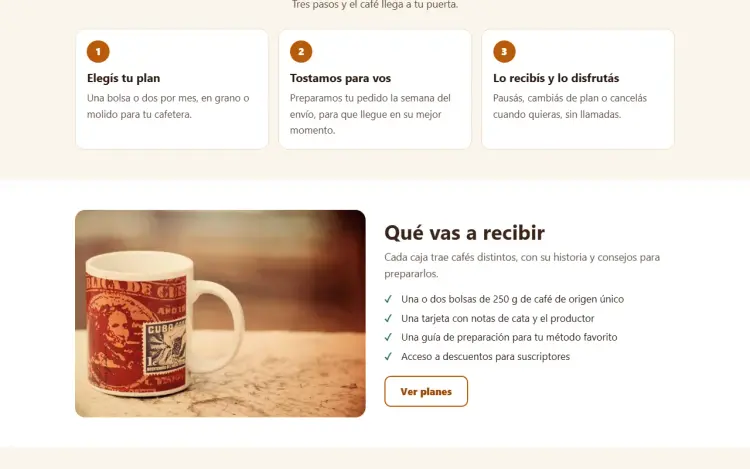 Tres pasos y el café llega a tu puerta.
1
Elegís tu plan
Una bolsa o dos por mes, en grano o
molido para tu cafetera.
2
Tostamos para vos
Preparamos tu pedido la semana del
envío, para que llegue en su mejor
momento.
3
Lo recibís y lo disfrutás
Pausás, cambiás de plan o cancelás
cuando quieras, sin llamadas.
Qué vas a recibir
Cada caja trae cafés distintos, con su historia y consejos para
prepararlos.
Una o dos bolsas de 250 g de café de origen único
Una tarjeta con notas de cata y el productor
Una guía de preparación para tu método favorito
Acceso a descuentos para suscriptores
Ver planes
BLICA DE CU
CUBA
1c